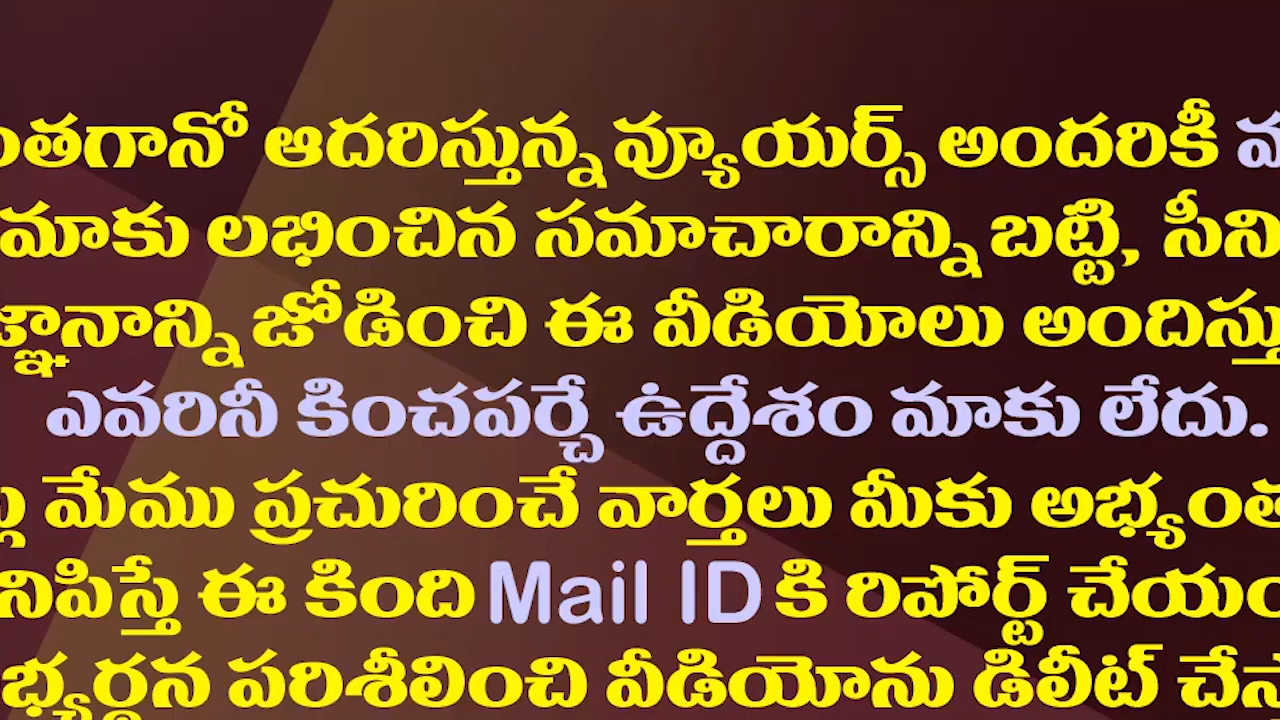 ఆదరిస్తున్న వ్యూయర్స్ అందరికీ
మాకు లభించిన సమాచారాన్ని బట్టి,
జోడించి ఈ వీడియోలు
ఎవరినీ కించపర్చే ఉద్దేశం మాకు లేదు.
మేము ప్రచురించే వార్తలు మీకు
ఈ కింది Mail ID కి రిపోర్ట్
పరిశీలించి వీడియోను డిలీట్